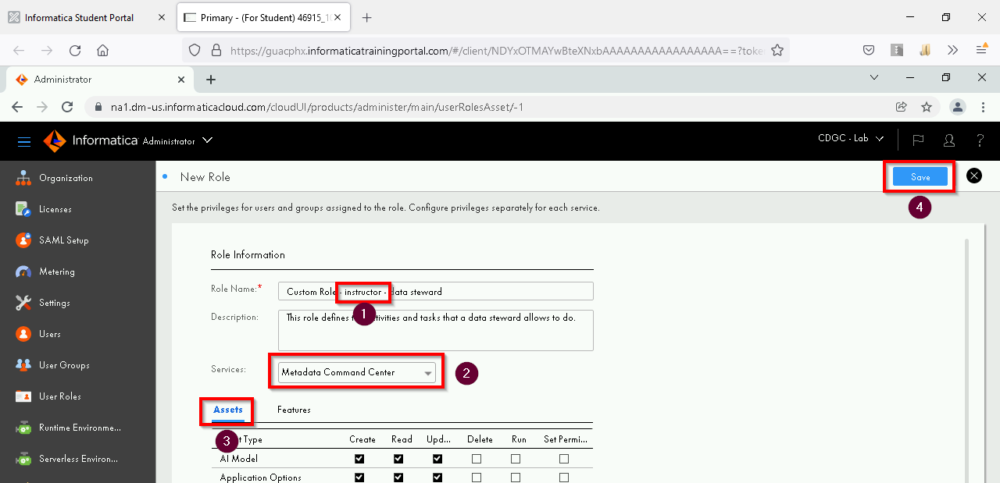 Informatica Student Portal
Primary - (For Student) 46915_1
https://guacphx.informaticatrainingportal.com/#/client/NDYxOTMAYwBteXNxbAAAAAAAAAAAAAAAAA==?toke
Administrator
na1.dm-us.informaticacloud.com/cloudUI/products/administer/main/userRolesAsset/-1
Informatica Administrator
CDGC - Lab
?
Organization
New Role
Save
4
Licenses
Set the privileges for users and groups assigned to the role. Configure privileges separately for each service.
SAML Setup
Role Information
Metering
Role Name:*
Custom Role - instructor - data steward
Settings
1
Description:
This role defines tivities and tasks that a data steward allows to do.
Users
User Groups
Services:
Metadata Command Center
2
User Roles
Assets
Features
Runtime Environme...
3
t Type
Create
Read
Upd...
Delete
Run
Set Permi...
Serverless Environ...
AI Model
Application Options